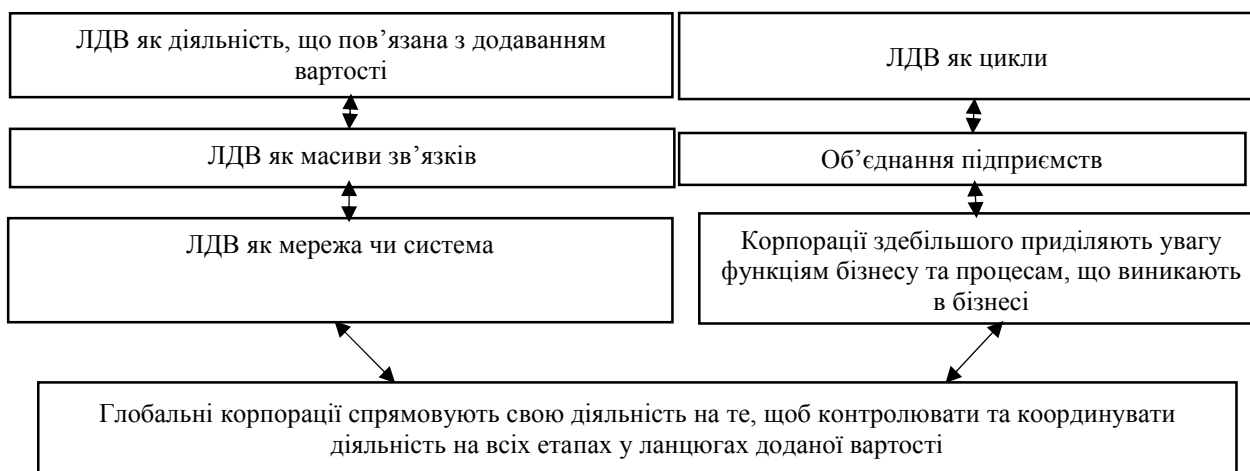 ЛДВ як діяльність, що пов’язана з додаванням
вартості
ЛДВ як масиви зв’язків
ЛДВ як мережа чи система
ЛДВ як цикли
Об’єднання підприємств
Корпорації здебільшого приділяють увагу
функціям бізнесу та процесам, що виникають
в бізнесі
Глобальні корпорації спрямовують свою діяльність на те, щоб контролювати та координувати
діяльність на всіх етапах у ланцюгах доданої вартості